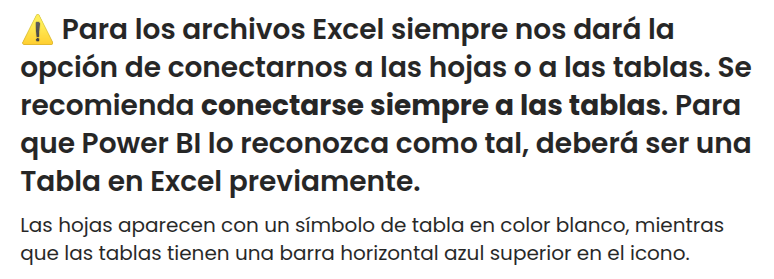 ⚠️ Para los archivos Excel siempre nos dará la
opción de conectarnos a las hojas o a las tablas. Se
recomienda conectarse siempre a las tablas. Para
que Power BI lo reconozca como tal, deberá ser una
Tabla en Excel previamente.
Las hojas aparecen con un símbolo de tabla en color blanco, mientras
que las tablas tienen una barra horizontal azul superior en el icono.